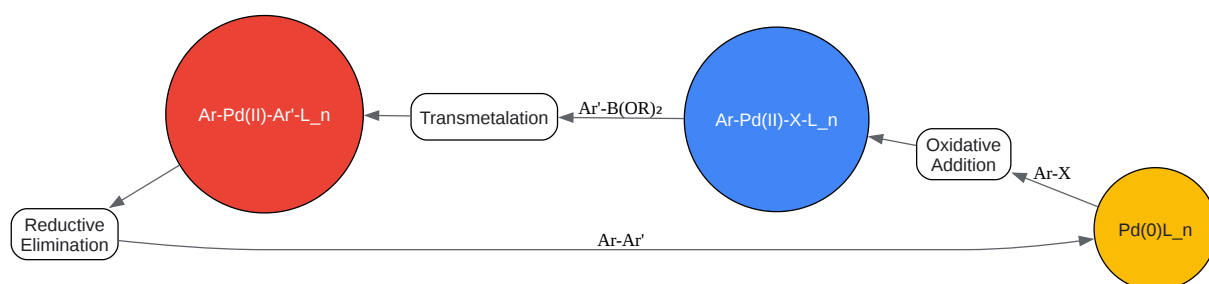 Ar-Pd(II)-Ar'-L_n
Transmetalation
Ar'-B(OR)₂
Ar-Pd(II)-X-L_n
Oxidative
Addition
Ar-X
Pd(0)L_n
Reductive
Elimination
Ar-Ar'